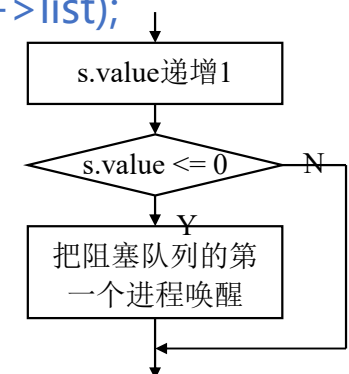 ->list);
s.value递增1
s.value <= 0
N
Y
把阻塞队列的第
一个进程唤醒